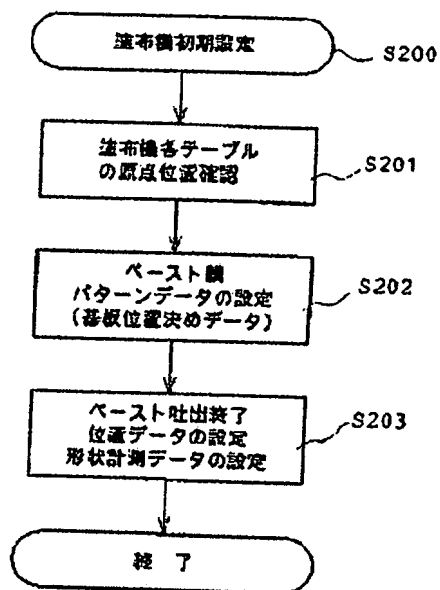 塗布機初期設定
S200
塗布機各テーブル
の原点位置確認
S201
ペースト膜
パターンデータの設定
(基板位置決めデータ)
S202
ペースト吐出終了
位置データの設定
形状計測データの設定
S203
終 了